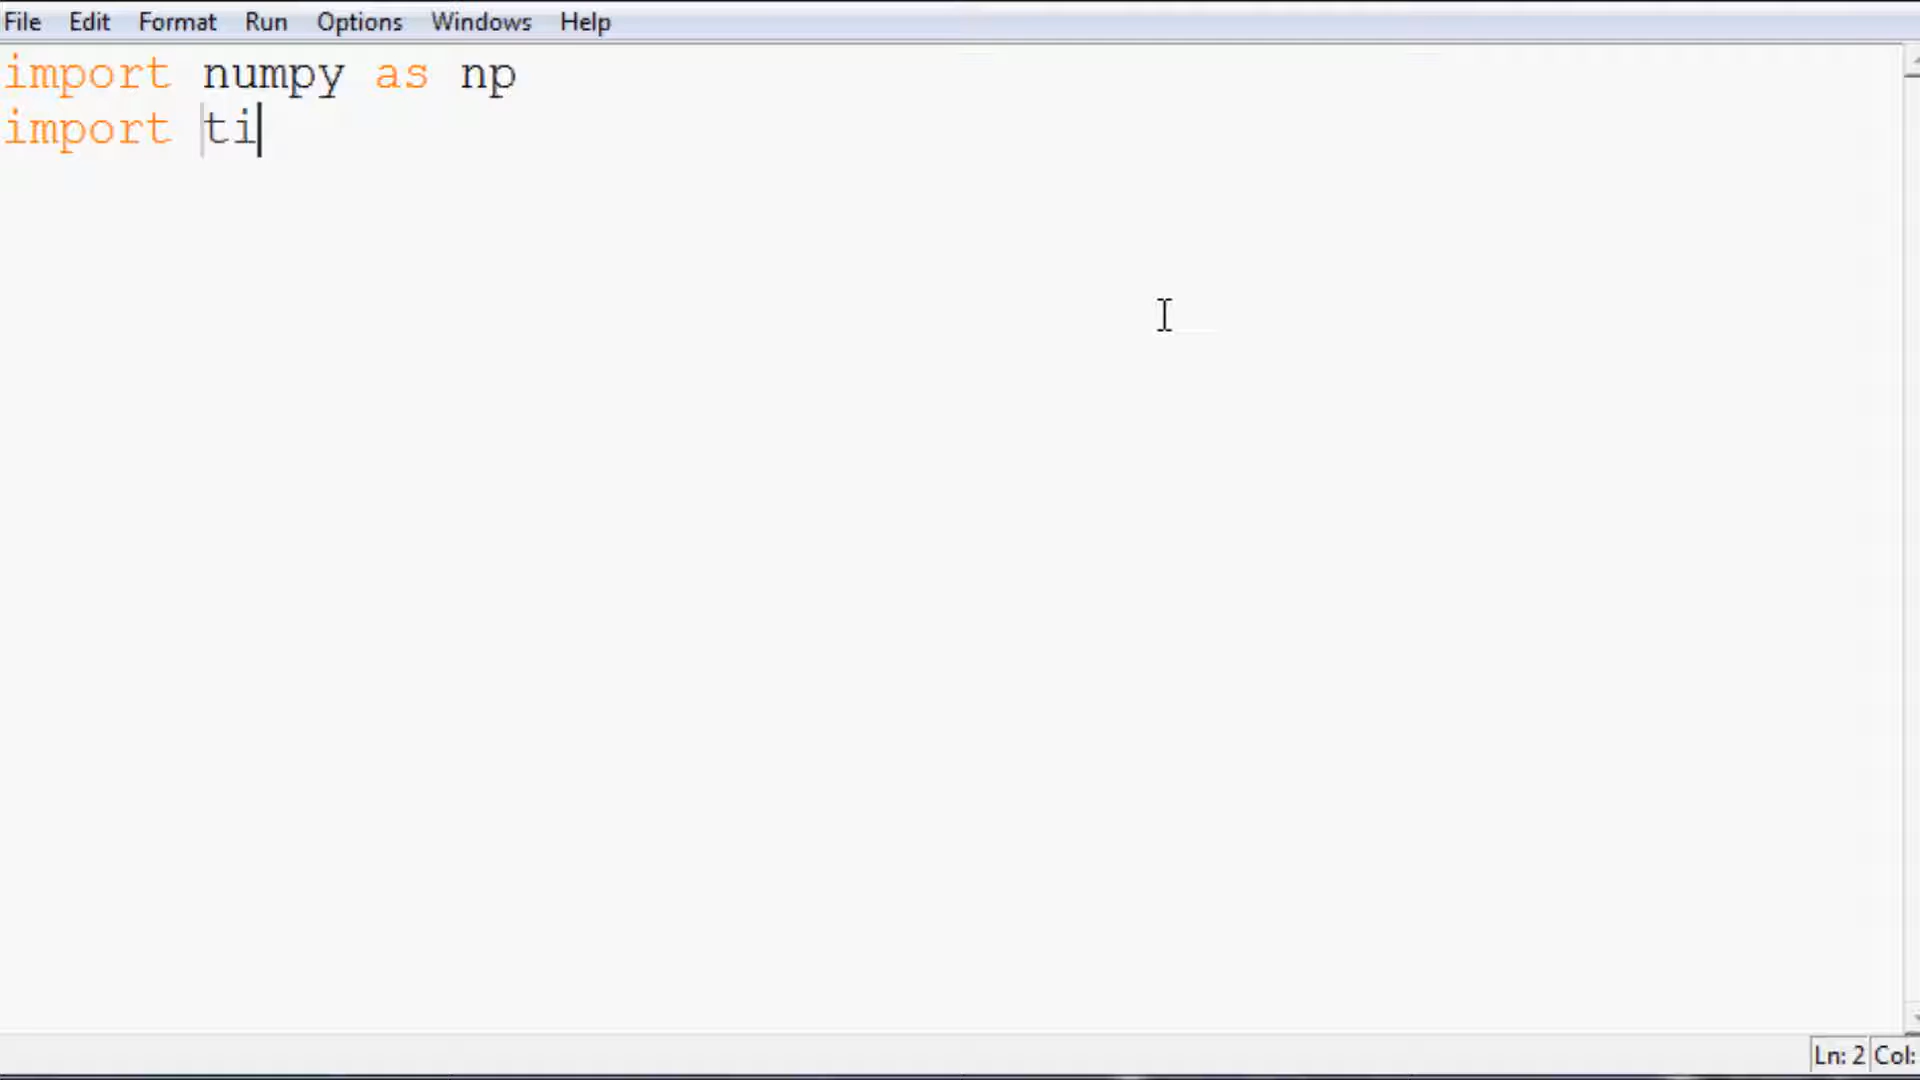 File Edit Format Run Options Windows Help
import numpy as np
import ti
Ln: 2 Col: